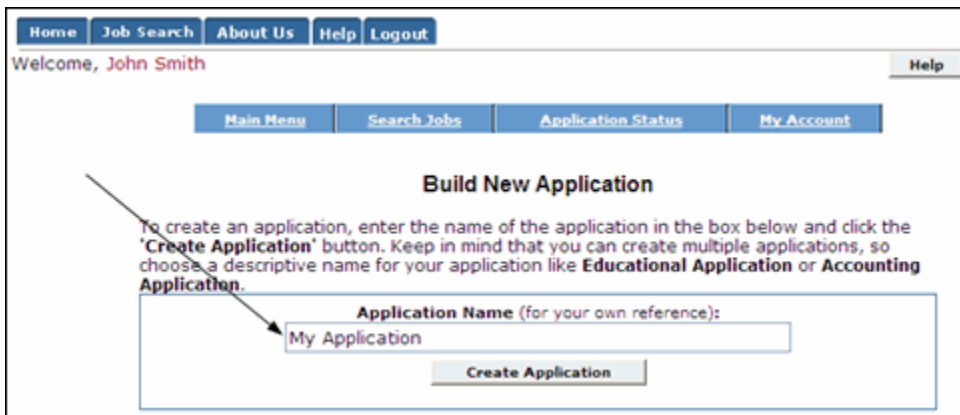 Home Job Search About Us Help Logout
Welcome, John Smith Help
Main Menu Search Jobs Application Status My Account
Build New Application
To create an application, enter the name of the application in the box below and click the
'Create Application' button. Keep in mind that you can create multiple applications, so
choose a descriptive name for your application like Educational Application or Accounting
Application.
Application Name (for your own reference):
My Application
Create Application